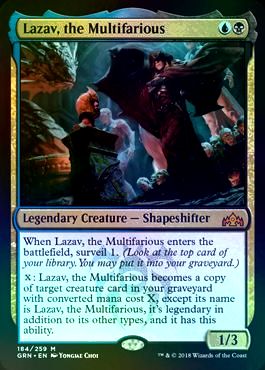 Lazav, the Multifarious
Legendary Creature — Shapeshifter
When Lazav, the Multifarious enters the
battlefield, surveil 1. (Look at the top card of
your library. You may put it into your graveyard.)
X: Lazav, the Multifarious becomes a copy
of target creature card in your graveyard
with converted mana cost X, except its name
is Lazav, the Multifarious, it's legendary in
addition to its other types, and it has this
ability.
1/3
184/259 M
GRN • EN YONGJAE CHOI
™ & © 2018 Wizards of the Coast